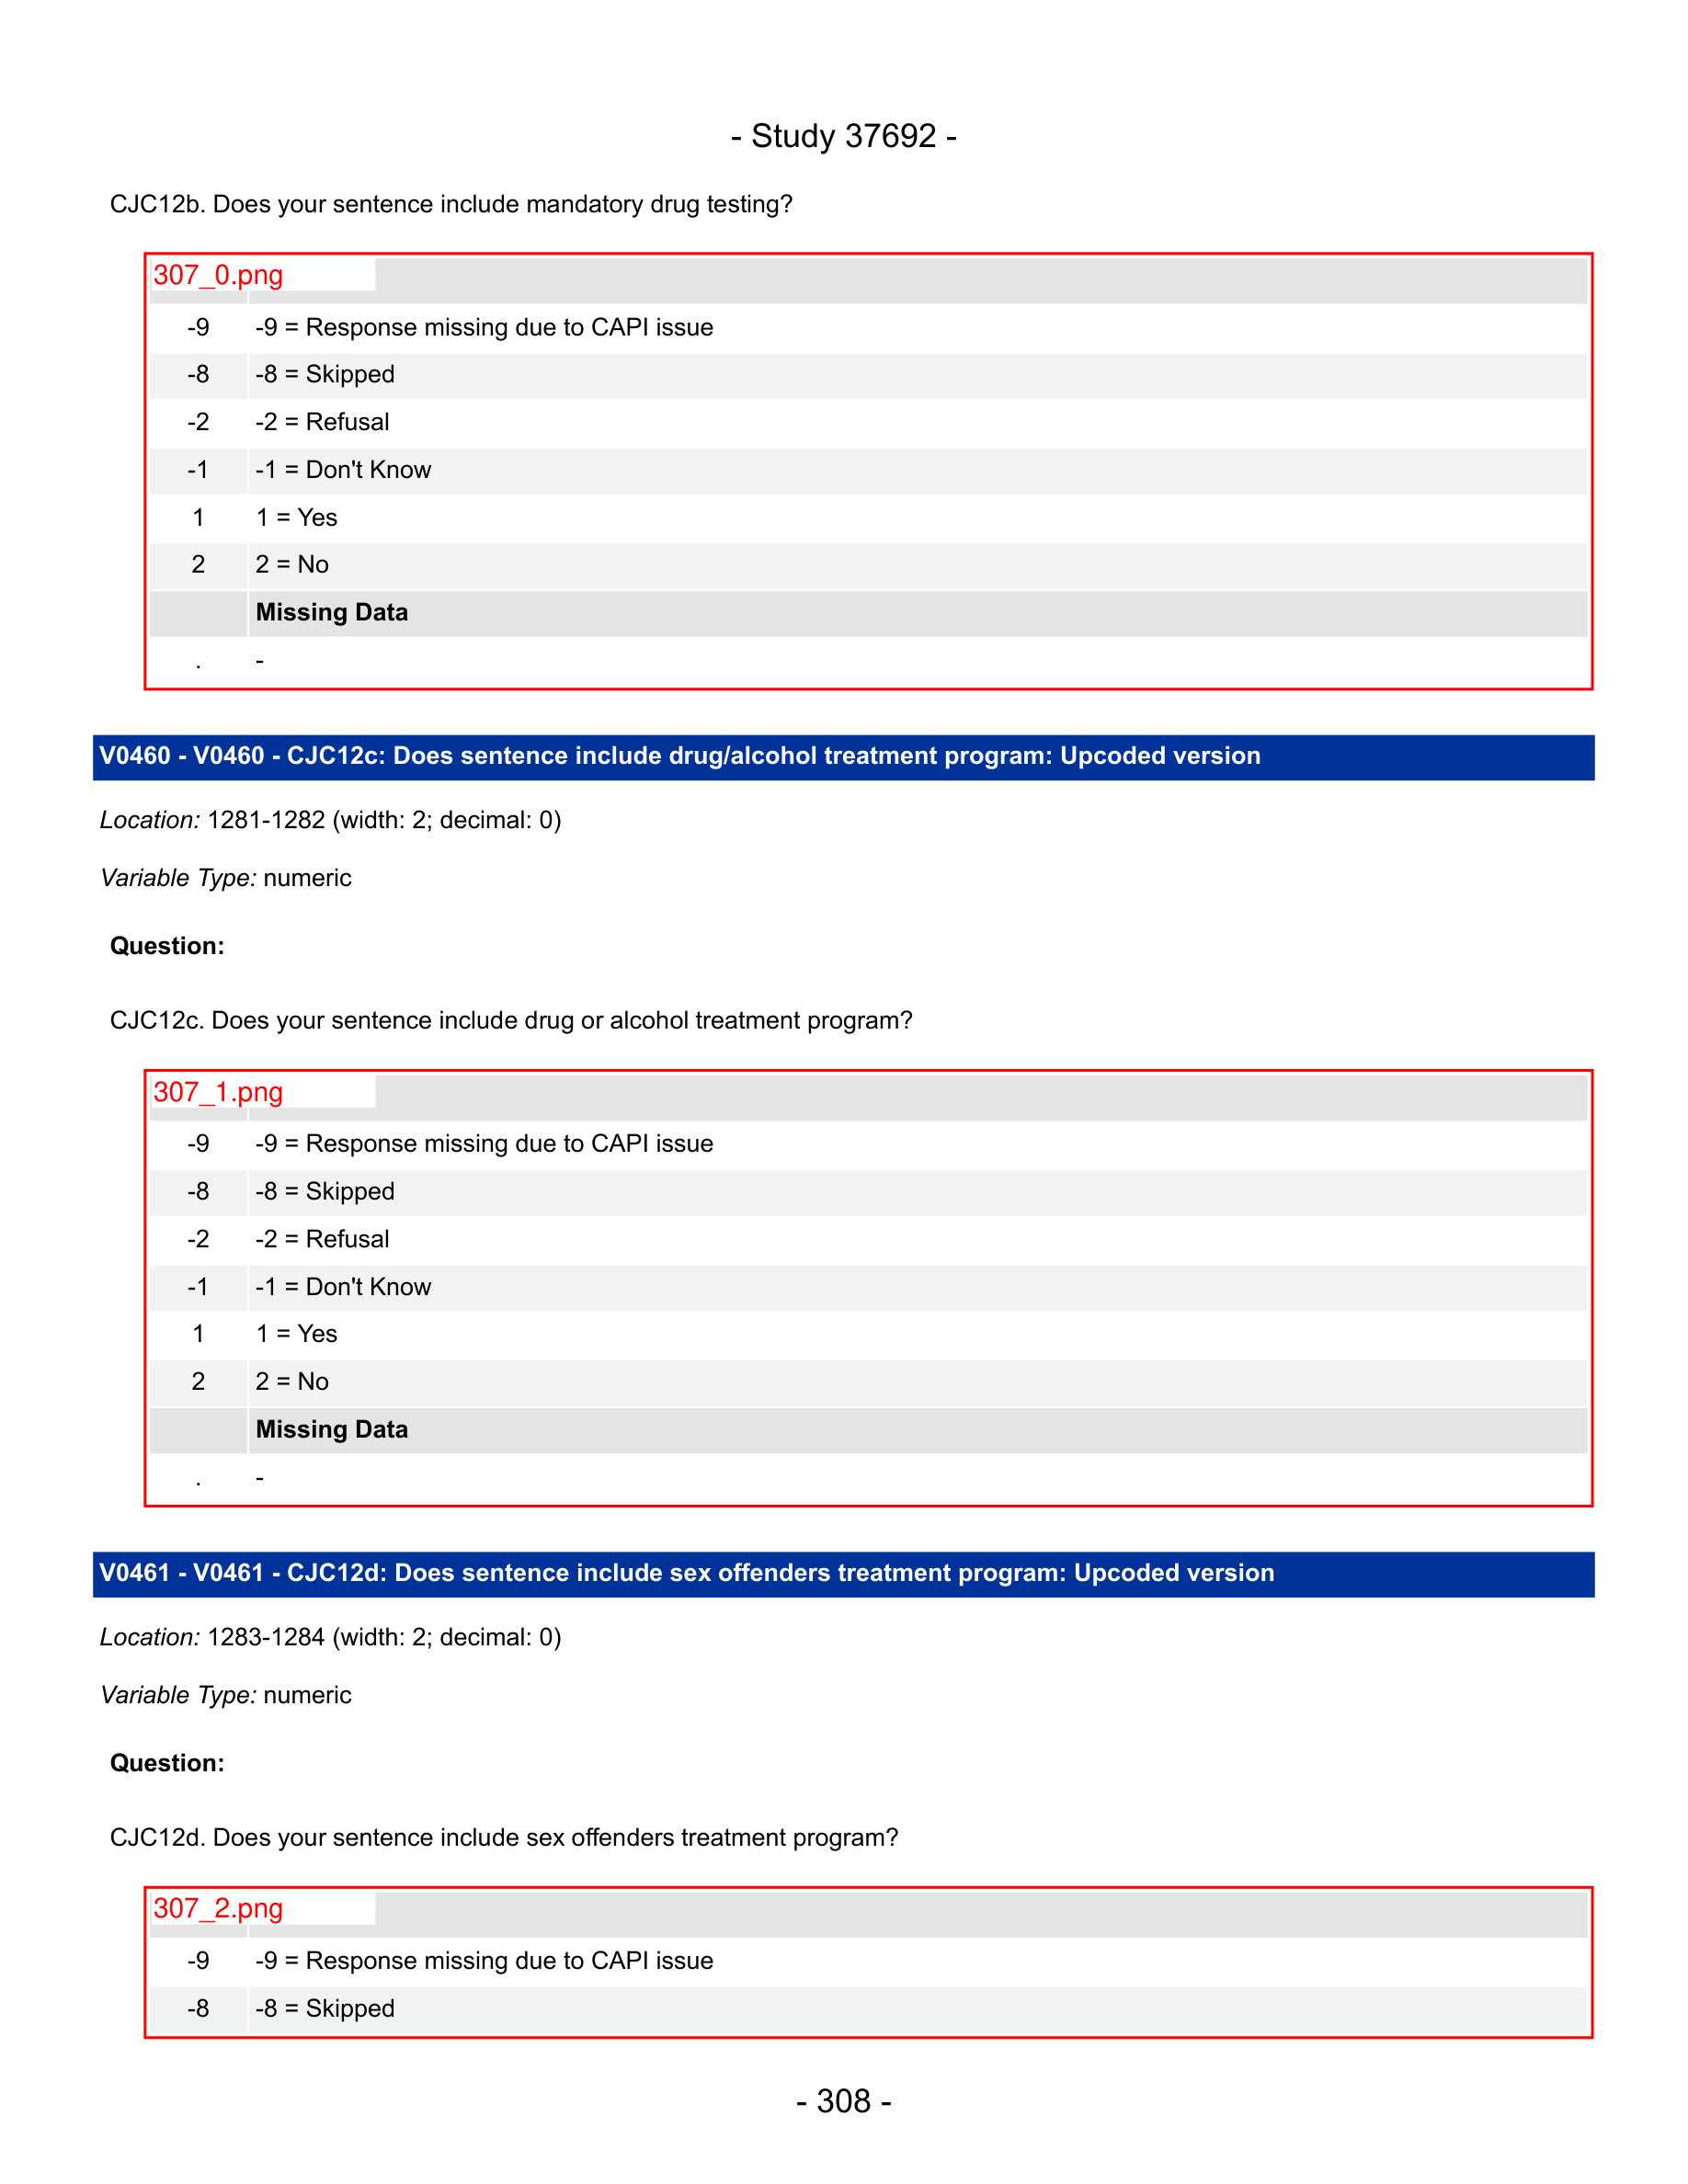 - Study 37692 -
CJC12b. Does your sentence include mandatory drug testing?
307_0.png
-9 -9 = Response missing due to CAPI issue
-8 -8 = Skipped
-2 -2 = Refusal
-1 -1 = Don't Know
1 1 = Yes
2 2 = No
Missing Data
. -
V0460 - V0460 - CJC12c: Does sentence include drug/alcohol treatment program: Upcoded version
Location: 1281-1282 (width: 2; decimal: 0)
Variable Type: numeric
Question:
CJC12c. Does your sentence include drug or alcohol treatment program?
307_1.png
-9 -9 = Response missing due to CAPI issue
-8 -8 = Skipped
-2 -2 = Refusal
-1 -1 = Don't Know
1 1 = Yes
2 2 = No
Missing Data
. -
V0461 - V0461 - CJC12d: Does sentence include sex offenders treatment program: Upcoded version
Location: 1283-1284 (width: 2; decimal: 0)
Variable Type: numeric
Question:
CJC12d. Does your sentence include sex offenders treatment program?
307_2.png
-9 -9 = Response missing due to CAPI issue
-8 -8 = Skipped
- 308 -